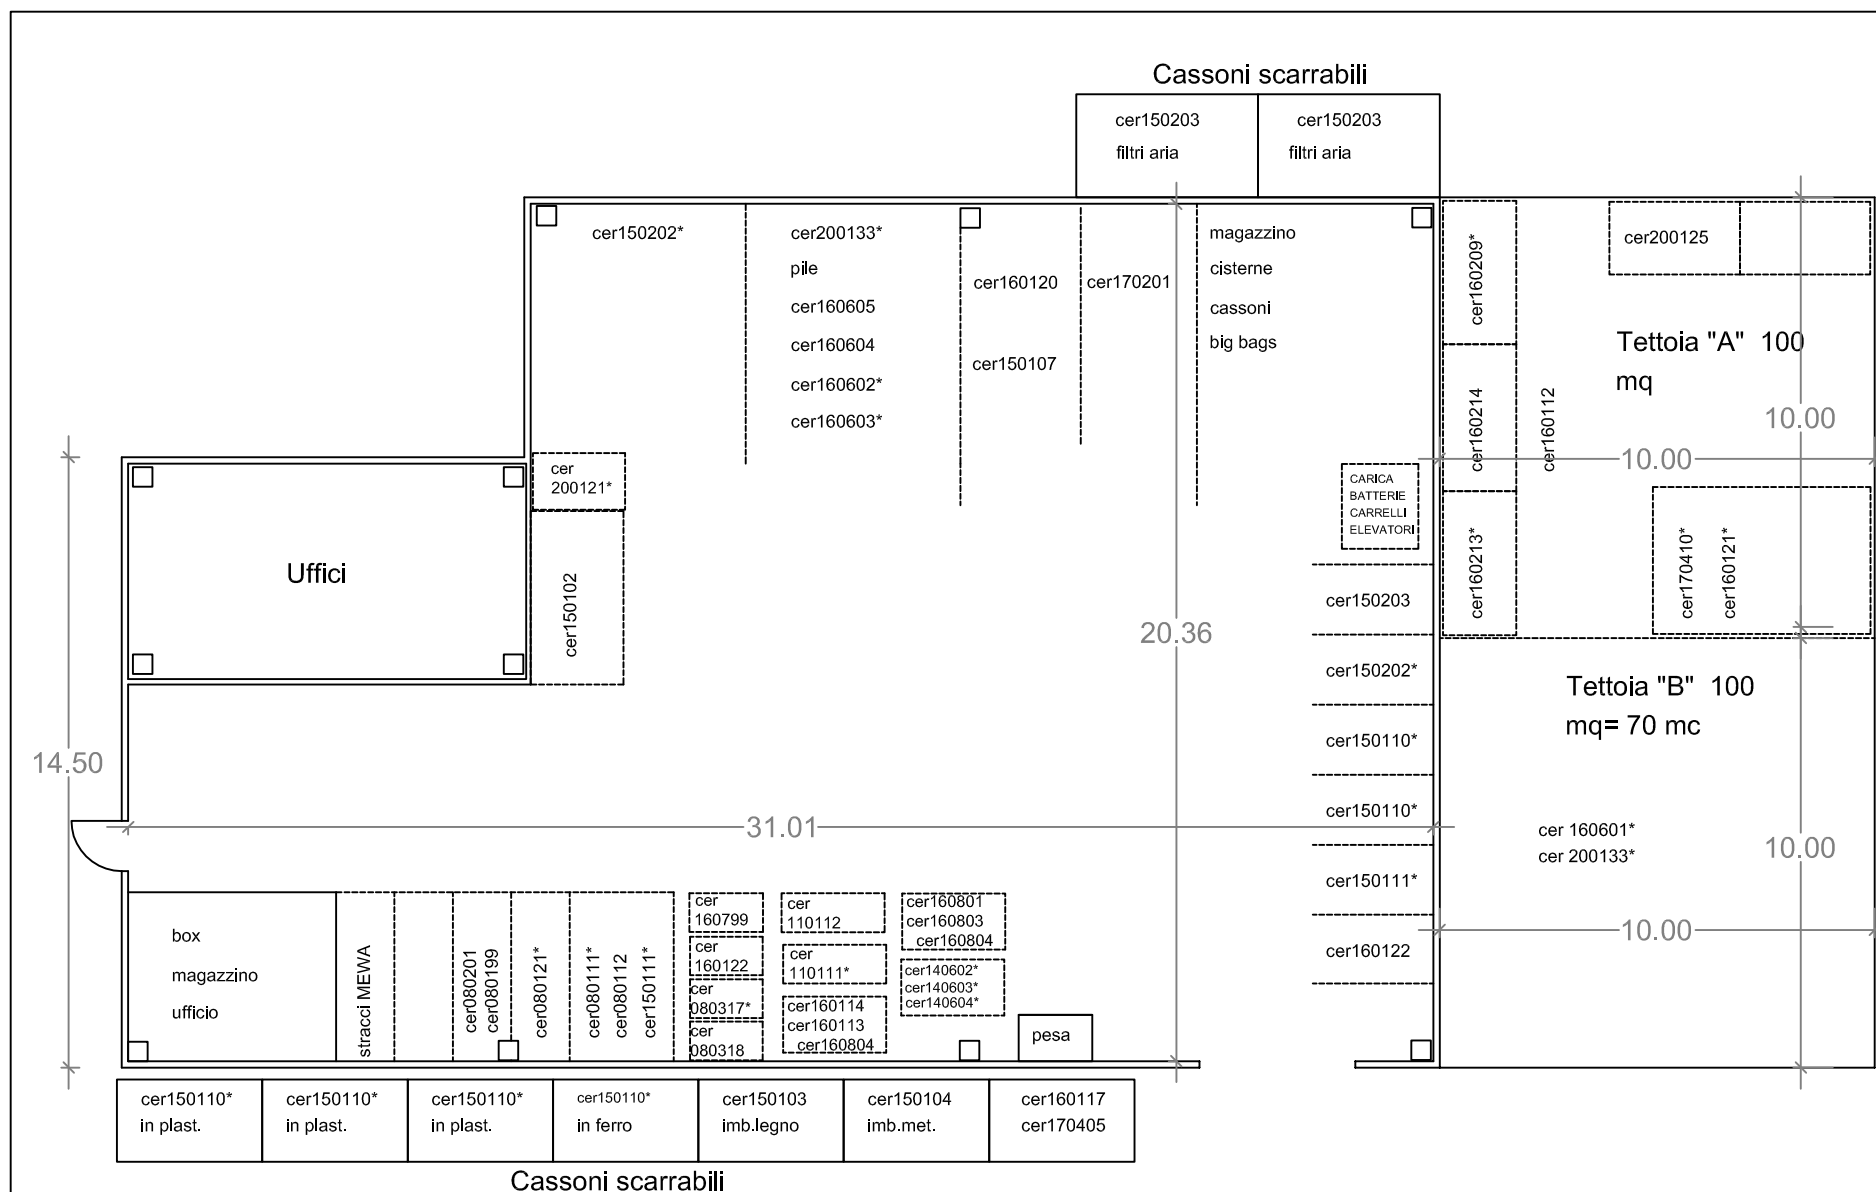 Cassoni scarrabili
cer150203
filtri aria
cer150203
filtri aria
cer150202*
cer200133*
pile
cer160605
cer160604
cer160602*
cer160603*
cer160120
cer150107
cer170201
magazzino
cisterne
cassoni
big bags
cer160209*
cer160214
cer160213*
cer160112
cer200125
Tettoia "A" 100
mq
10.00
10.00
cer170410*
cer160121*
14.50
Uffici
cer
200121*
cer150102
20.36
CARICA
BATTERIE
CARRELLI
ELEVATORI
cer150203
cer150202*
cer150110*
cer150110*
cer150111*
cer160122
Tettoia "B" 100
mq= 70 mc
cer 160601*
cer 200133*
10.00
10.00
31.01
box
magazzino
ufficio
stracci MEWA
cer080201
cer080199
cer080121*
cer080111*
cer080112
cer150111*
cer
160799
cer
160122
cer
080317*
cer
080318
cer
110112
cer
110111*
cer160114
cer160113
cer160804
cer160801
cer160803
cer160804
cer140602*
cer140603*
cer140604*
pesa
cer150110*
in plast.
cer150110*
in plast.
cer150110*
in plast.
cer150110*
in ferro
cer150103
imb.legno
cer150104
imb.met.
cer160117
cer170405
Cassoni scarrabili